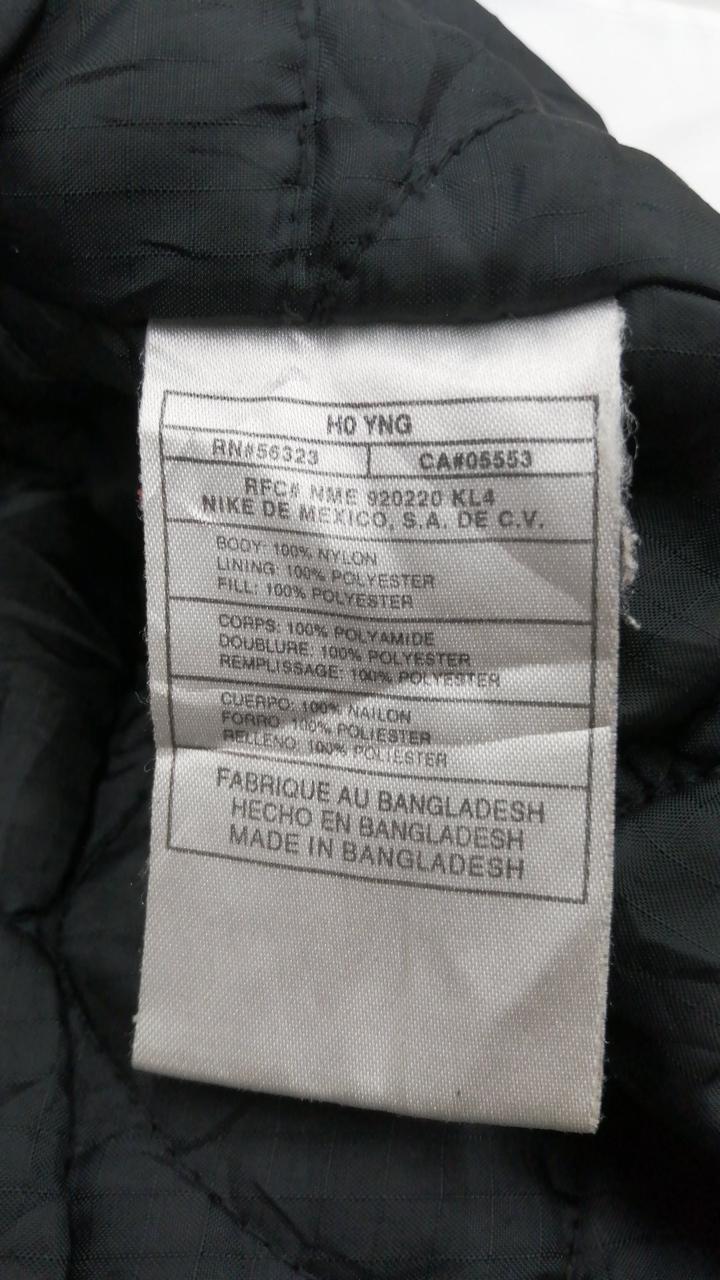 HO YNG
RN#56323 CA#05553
RFC# NME 920220 KL4
NIKE DE MEXICO, S.A. DE C.V.
BODY: 100% NYLON
LINING: 100% POLYESTER
FILL: 100% POLYESTER
CORPS: 100% POLYAMIDE
DOUBLURE: 100% POLYESTER
REMPLISSAGE: 100% POLYESTER
CUERPO: 100% NAILON
FORRO: 100% POLIESTER
RELLENO: 100% POLIESTER
FABRIQUE AU BANGLADESH
HECHO EN BANGLADESH
MADE IN BANGLADESH